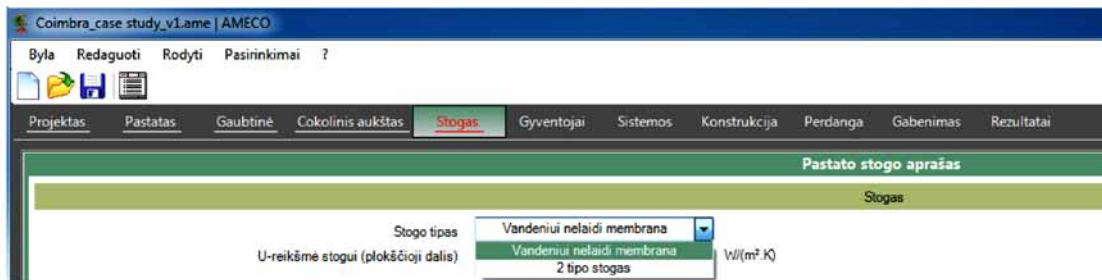 Coimbra_case study_v1.ame | AMECO
Byla Redaguoti Rodyti Pasirinkimai ?
Projektas Pastatas Gaubtinė Cokolinis aukštas Stogas Gyventojai Sistemos Konstrukcija Perdanga Gabenimas Rezultatai
Pastato stogo aprašas
Stogas
Stogo tipas Vandeniui nelaidi membrana
U-reikšmė stogui (plokščioji dalis) Vandeniui nelaidi membrana W/(m².K)
2 tipo stogas